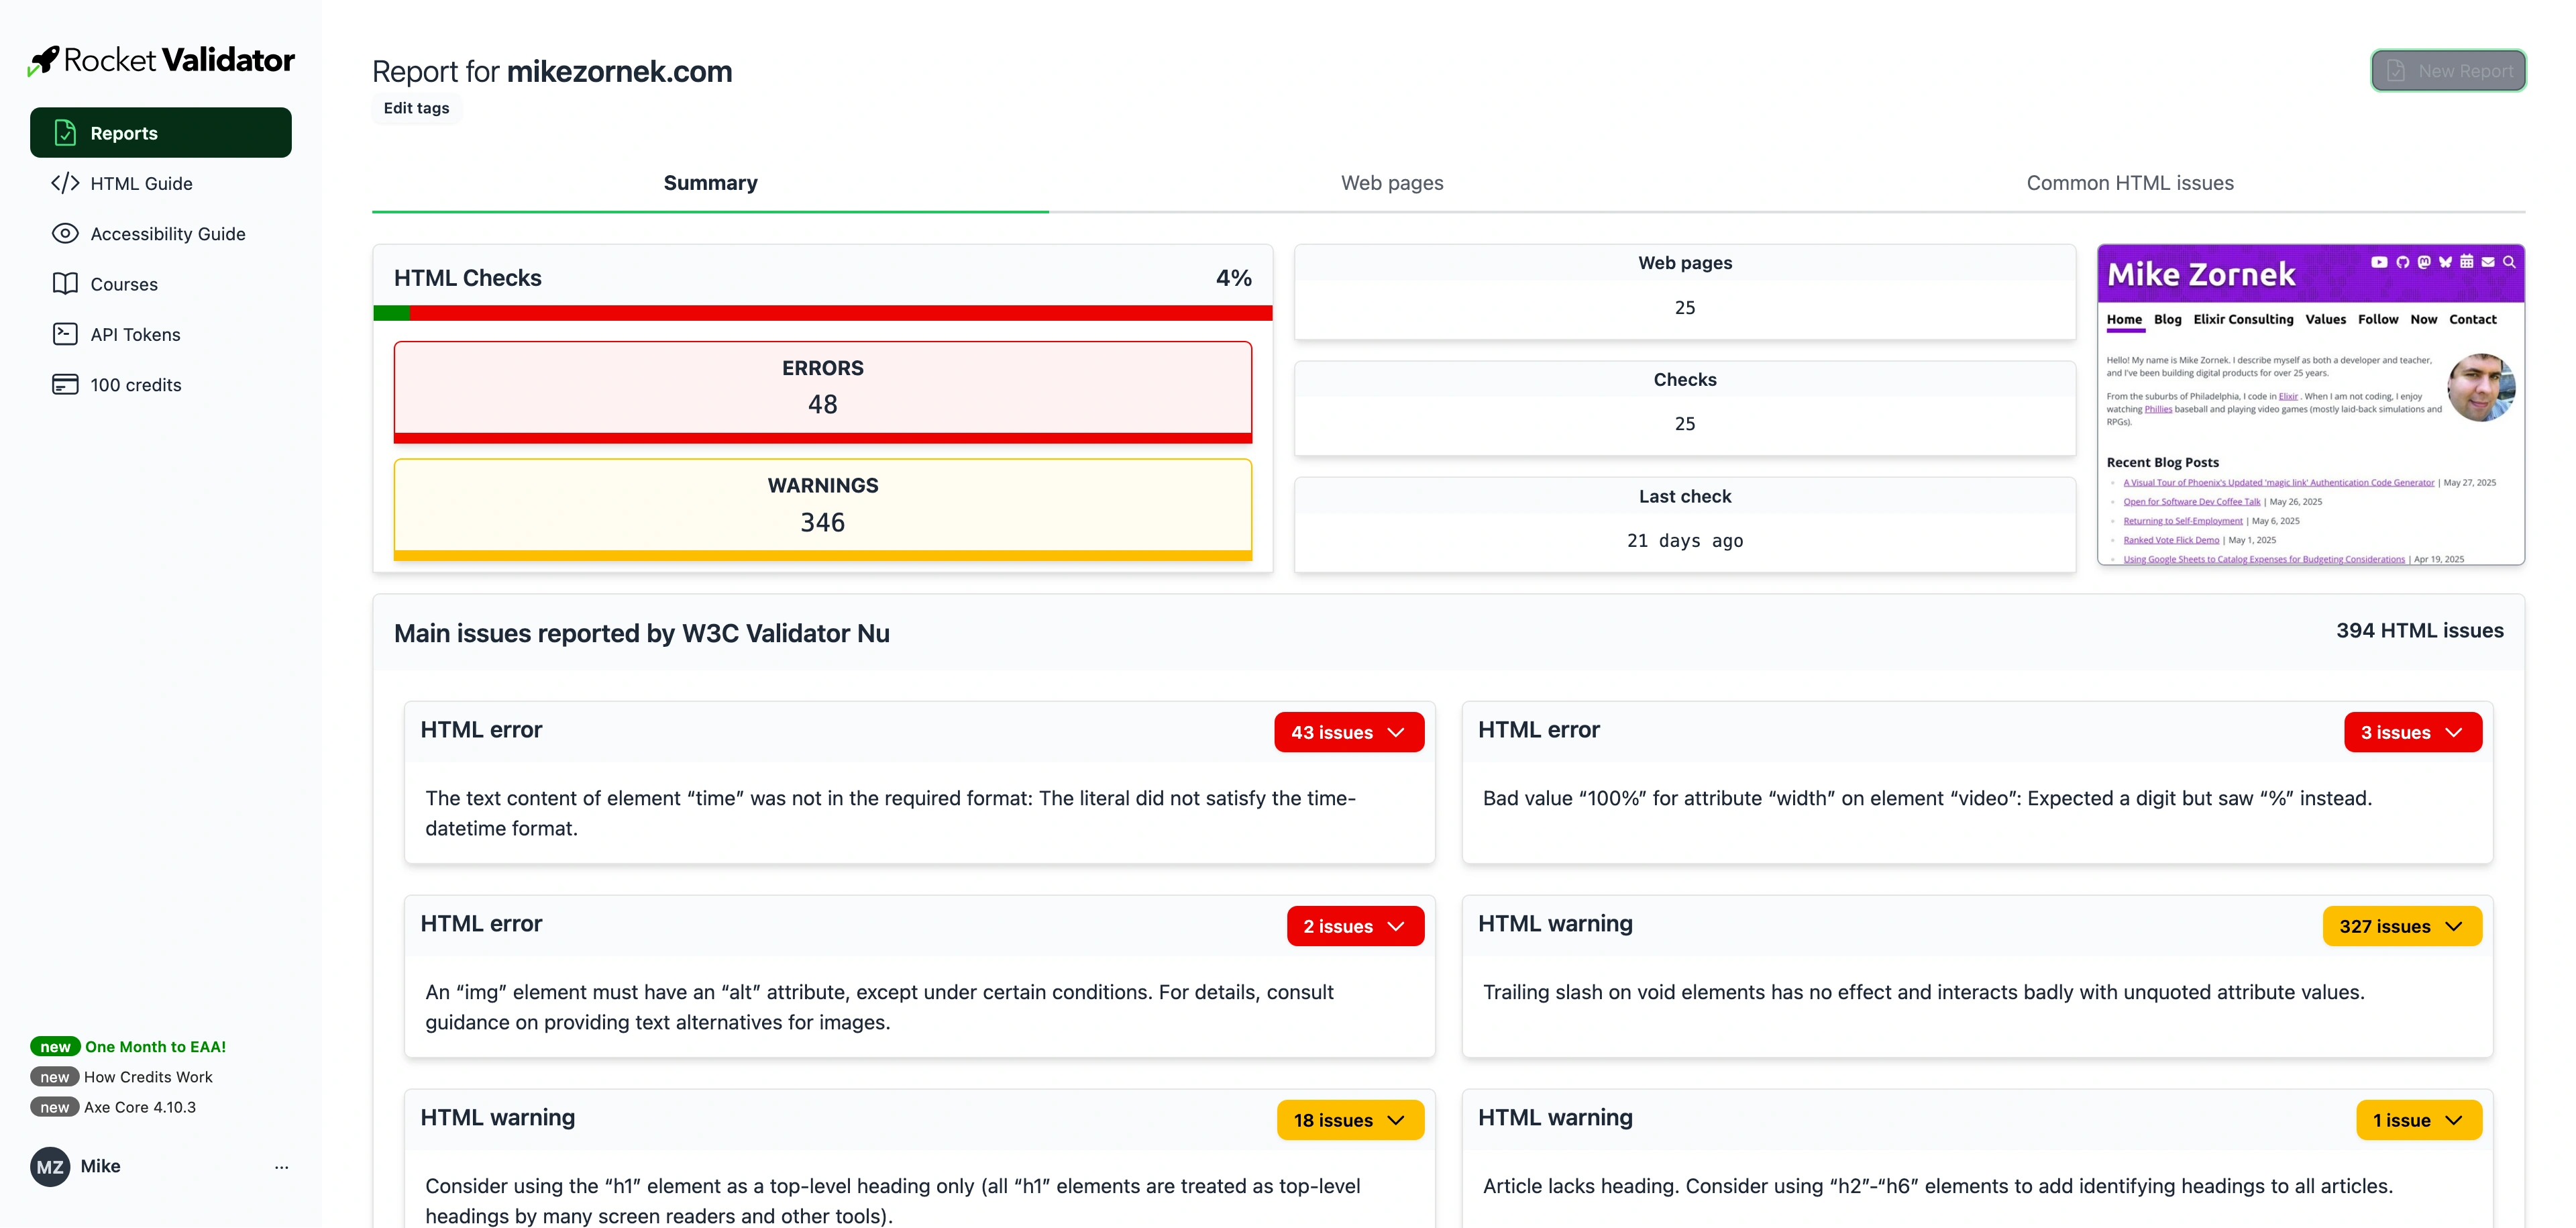 Rocket Validator
Reports
HTML Guide
Accessibility Guide
Courses
API Tokens
100 credits
new One Month to EAA!
new How Credits Work
new Axe Core 4.10.3
MZ Mike ...
Report for mikezornek.com
Edit tags
New Report
Summary
Web pages
Common HTML issues
HTML Checks 4%
ERRORS
48
WARNINGS
346
Web pages
25
Checks
25
Last check
21 days ago
Mike Zornek
Home Blog Elixir Consulting Values Follow Now Contact
Hello! My name is Mike Zornek. I describe myself as both a developer and teacher,
and I've been building digital products for over 25 years.
From the suburbs of Philadelphia, I code in Elixir . When I am not coding, I enjoy
watching Phillies baseball and playing video games (mostly laid-back simulations and
RPGs).
Recent Blog Posts
A Visual Tour of Phoenix's Updated 'magic link' Authentication Code Generator | May 27, 2025
Open for Software Dev Coffee Talk | May 26, 2025
Returning to Self-Employment | May 6, 2025
Ranked Vote Flick Demo | May 1, 2025
Using Google Sheets to Catalog Expenses for Budgeting Considerations | Apr 19, 2025
Main issues reported by W3C Validator Nu
394 HTML issues
HTML error
43 issues
The text content of element “time” was not in the required format: The literal did not satisfy the time-
datetime format.
HTML error
3 issues
Bad value “100%” for attribute “width” on element “video”: Expected a digit but saw “%” instead.
HTML error
2 issues
An “img” element must have an “alt” attribute, except under certain conditions. For details, consult
guidance on providing text alternatives for images.
HTML warning
327 issues
Trailing slash on void elements has no effect and interacts badly with unquoted attribute values.
HTML warning
18 issues
Consider using the “h1” element as a top-level heading only (all “h1” elements are treated as top-level
headings by many screen readers and other tools).
HTML warning
1 issue
Article lacks heading. Consider using “h2”-“h6” elements to add identifying headings to all articles.